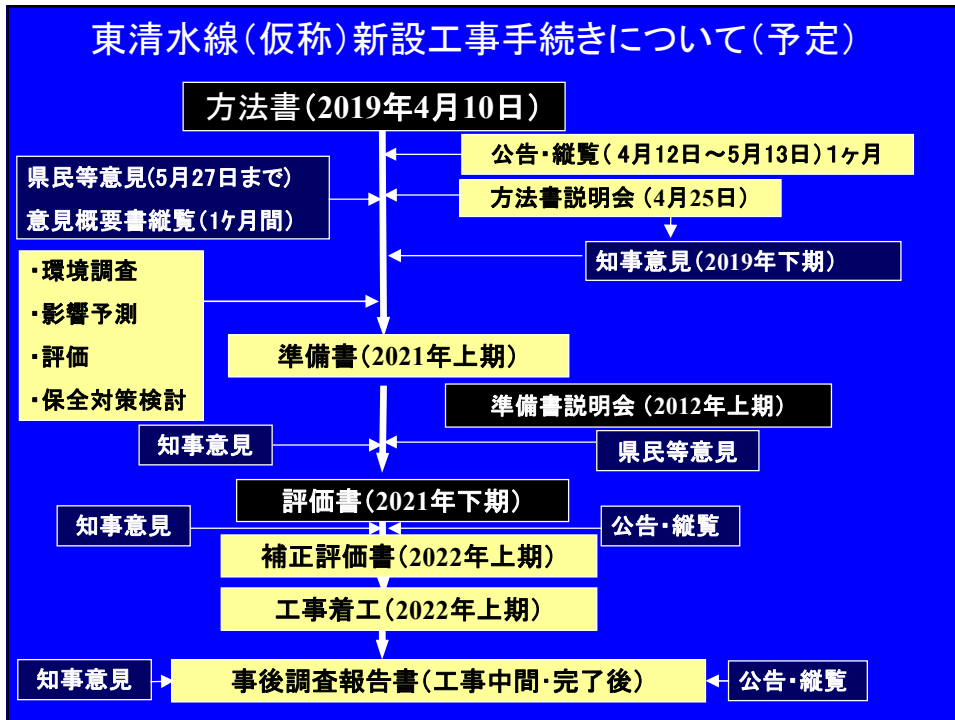 東清水線（仮称）新設工事手続きについて（予定）
方法書（2019年4月10日）
公告・縦覧（ 4月12日～5月13日）1ヶ月
県民等意見(5月27日まで)
意見概要書縦覧（1ケ月間）
方法書説明会 （4月25日）
知事意見（2019年下期）
・環境調査
・影響予測
・評価
・保全対策検討
準備書（2021年上期）
準備書説明会 （2012年上期）
知事意見
県民等意見
評価書（2021年下期）
知事意見
公告・縦覧
補正評価書（2022年上期）
工事着工（2022年上期）
知事意見
事後調査報告書（工事中間・完了後）
公告・縦覧